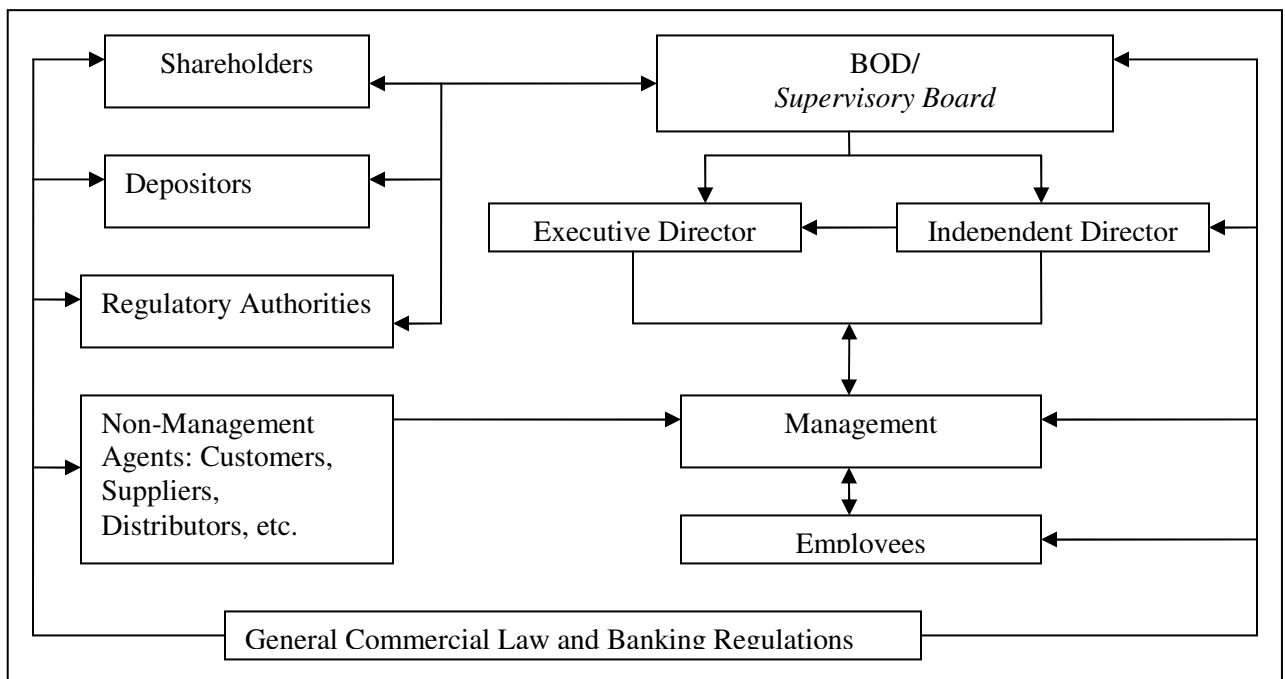 Shareholders
BOD/
Supervisory Board
Depositors
Executive Director
Independent Director
Regulatory Authorities
Non-Management
Agents: Customers,
Suppliers,
Distributors, etc.
Management
Employees
General Commercial Law and Banking Regulations